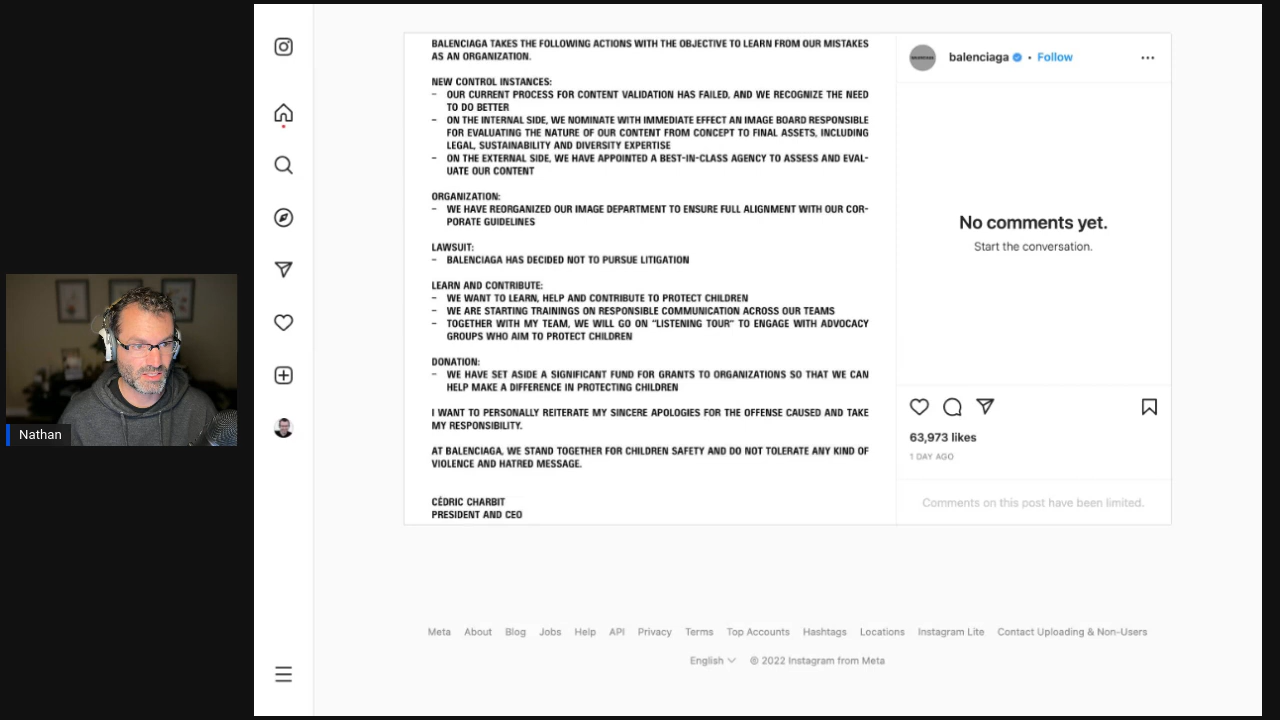 BALENCIAGA TAKES THE FOLLOWING ACTIONS WITH THE OBJECTIVE TO LEARN FROM OUR MISTAKES
AS AN ORGANIZATION.
NEW CONTROL INSTANCES:
– OUR CURRENT PROCESS FOR CONTENT VALIDATION HAS FAILED, AND WE RECOGNIZE THE NEED
TO DO BETTER
– ON THE INTERNAL SIDE, WE NOMINATE WITH IMMEDIATE EFFECT AN IMAGE BOARD RESPONSIBLE
FOR EVALUATING THE NATURE OF OUR CONTENT FROM CONCEPT TO FINAL ASSETS, INCLUDING
LEGAL, SUSTAINABILITY AND DIVERSITY EXPERTISE
– ON THE EXTERNAL SIDE, WE HAVE APPOINTED A BEST-IN-CLASS AGENCY TO ASSESS AND EVAL-
UATE OUR CONTENT
ORGANIZATION:
– WE HAVE REORGANIZED OUR IMAGE DEPARTMENT TO ENSURE FULL ALIGNMENT WITH OUR COR-
PORATE GUIDELINES
LAWSUIT:
– BALENCIAGA HAS DECIDED NOT TO PURSUE LITIGATION
LEARN AND CONTRIBUTE:
– WE WANT TO LEARN, HELP AND CONTRIBUTE TO PROTECT CHILDREN
– WE ARE STARTING TRAININGS ON RESPONSIBLE COMMUNICATION ACROSS OUR TEAMS
– TOGETHER WITH MY TEAM, WE WILL GO ON “LISTENING TOUR” TO ENGAGE WITH ADVOCACY
GROUPS WHO AIM TO PROTECT CHILDREN
DONATION:
– WE HAVE SET ASIDE A SIGNIFICANT FUND FOR GRANTS TO ORGANIZATIONS SO THAT WE CAN
HELP MAKE A DIFFERENCE IN PROTECTING CHILDREN
I WANT TO PERSONALLY REITERATE MY SINCERE APOLOGIES FOR THE OFFENSE CAUSED AND TAKE
MY RESPONSIBILITY.
AT BALENCIAGA, WE STAND TOGETHER FOR CHILDREN SAFETY AND DO NOT TOLERATE ANY KIND OF
VIOLENCE AND HATRED MESSAGE.
CÉDRIC CHARBIT
PRESIDENT AND CEO
balenciaga • Follow
No comments yet.
Start the conversation.
63,973 likes
1 DAY AGO
Comments on this post have been limited.
Nathan
Meta About Blog Jobs Help API Privacy Terms Top Accounts Hashtags Locations Instagram Lite Contact Uploading & Non-Users
English © 2022 Instagram from Meta